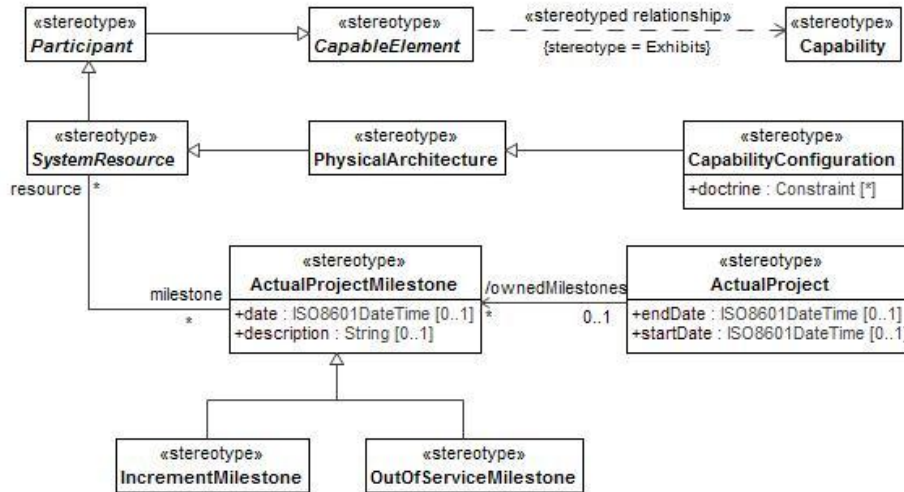 «stereotype»
Participant
«stereotype»
CapableElement
«stereotyped relationship»
{stereotype = Exhibits}
«stereotype»
Capability
«stereotype»
SystemResource
«stereotype»
PhysicalArchitecture
«stereotype»
CapabilityConfiguration
+doctrine : Constraint [*]
resource *
«stereotype»
ActualProjectMilestone
+date : ISO8601DateTime [0..1]
+description : String [0..1]
milestone
*
/ownedMilestones
*
0..1
«stereotype»
ActualProject
+endDate : ISO8601DateTime [0..1]
+startDate : ISO8601DateTime [0..1]
«stereotype»
IncrementMilestone
«stereotype»
OutOfServiceMilestone